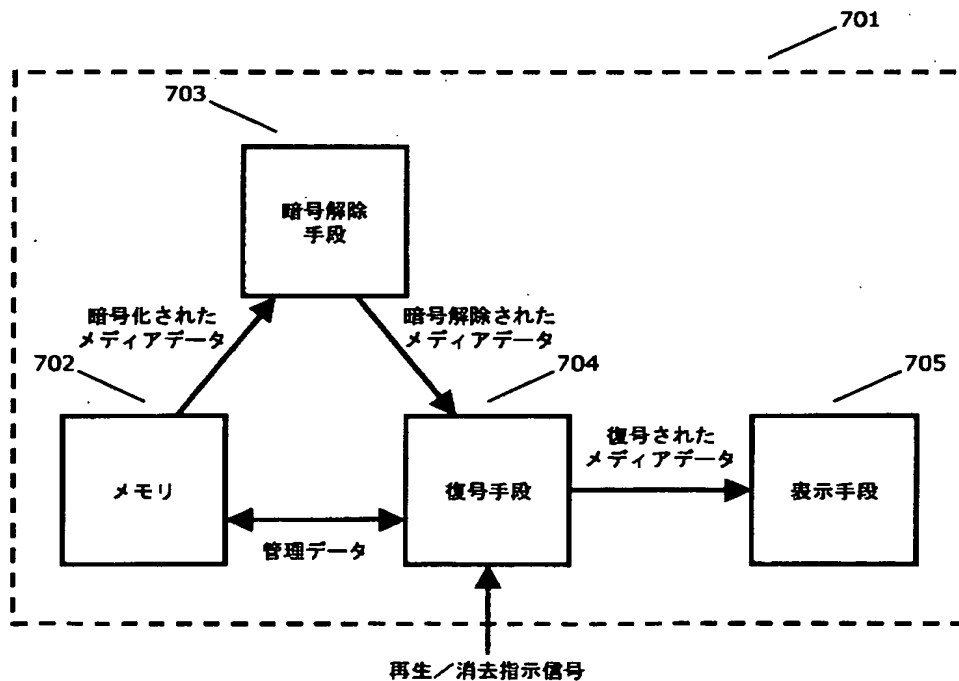 701
703
暗号解除
手段
暗号化された
メディアデータ
暗号解除された
メディアデータ
702
704
705
メモリ
復号手段
復号された
メディアデータ
表示手段
管理データ
再生／消去指示信号